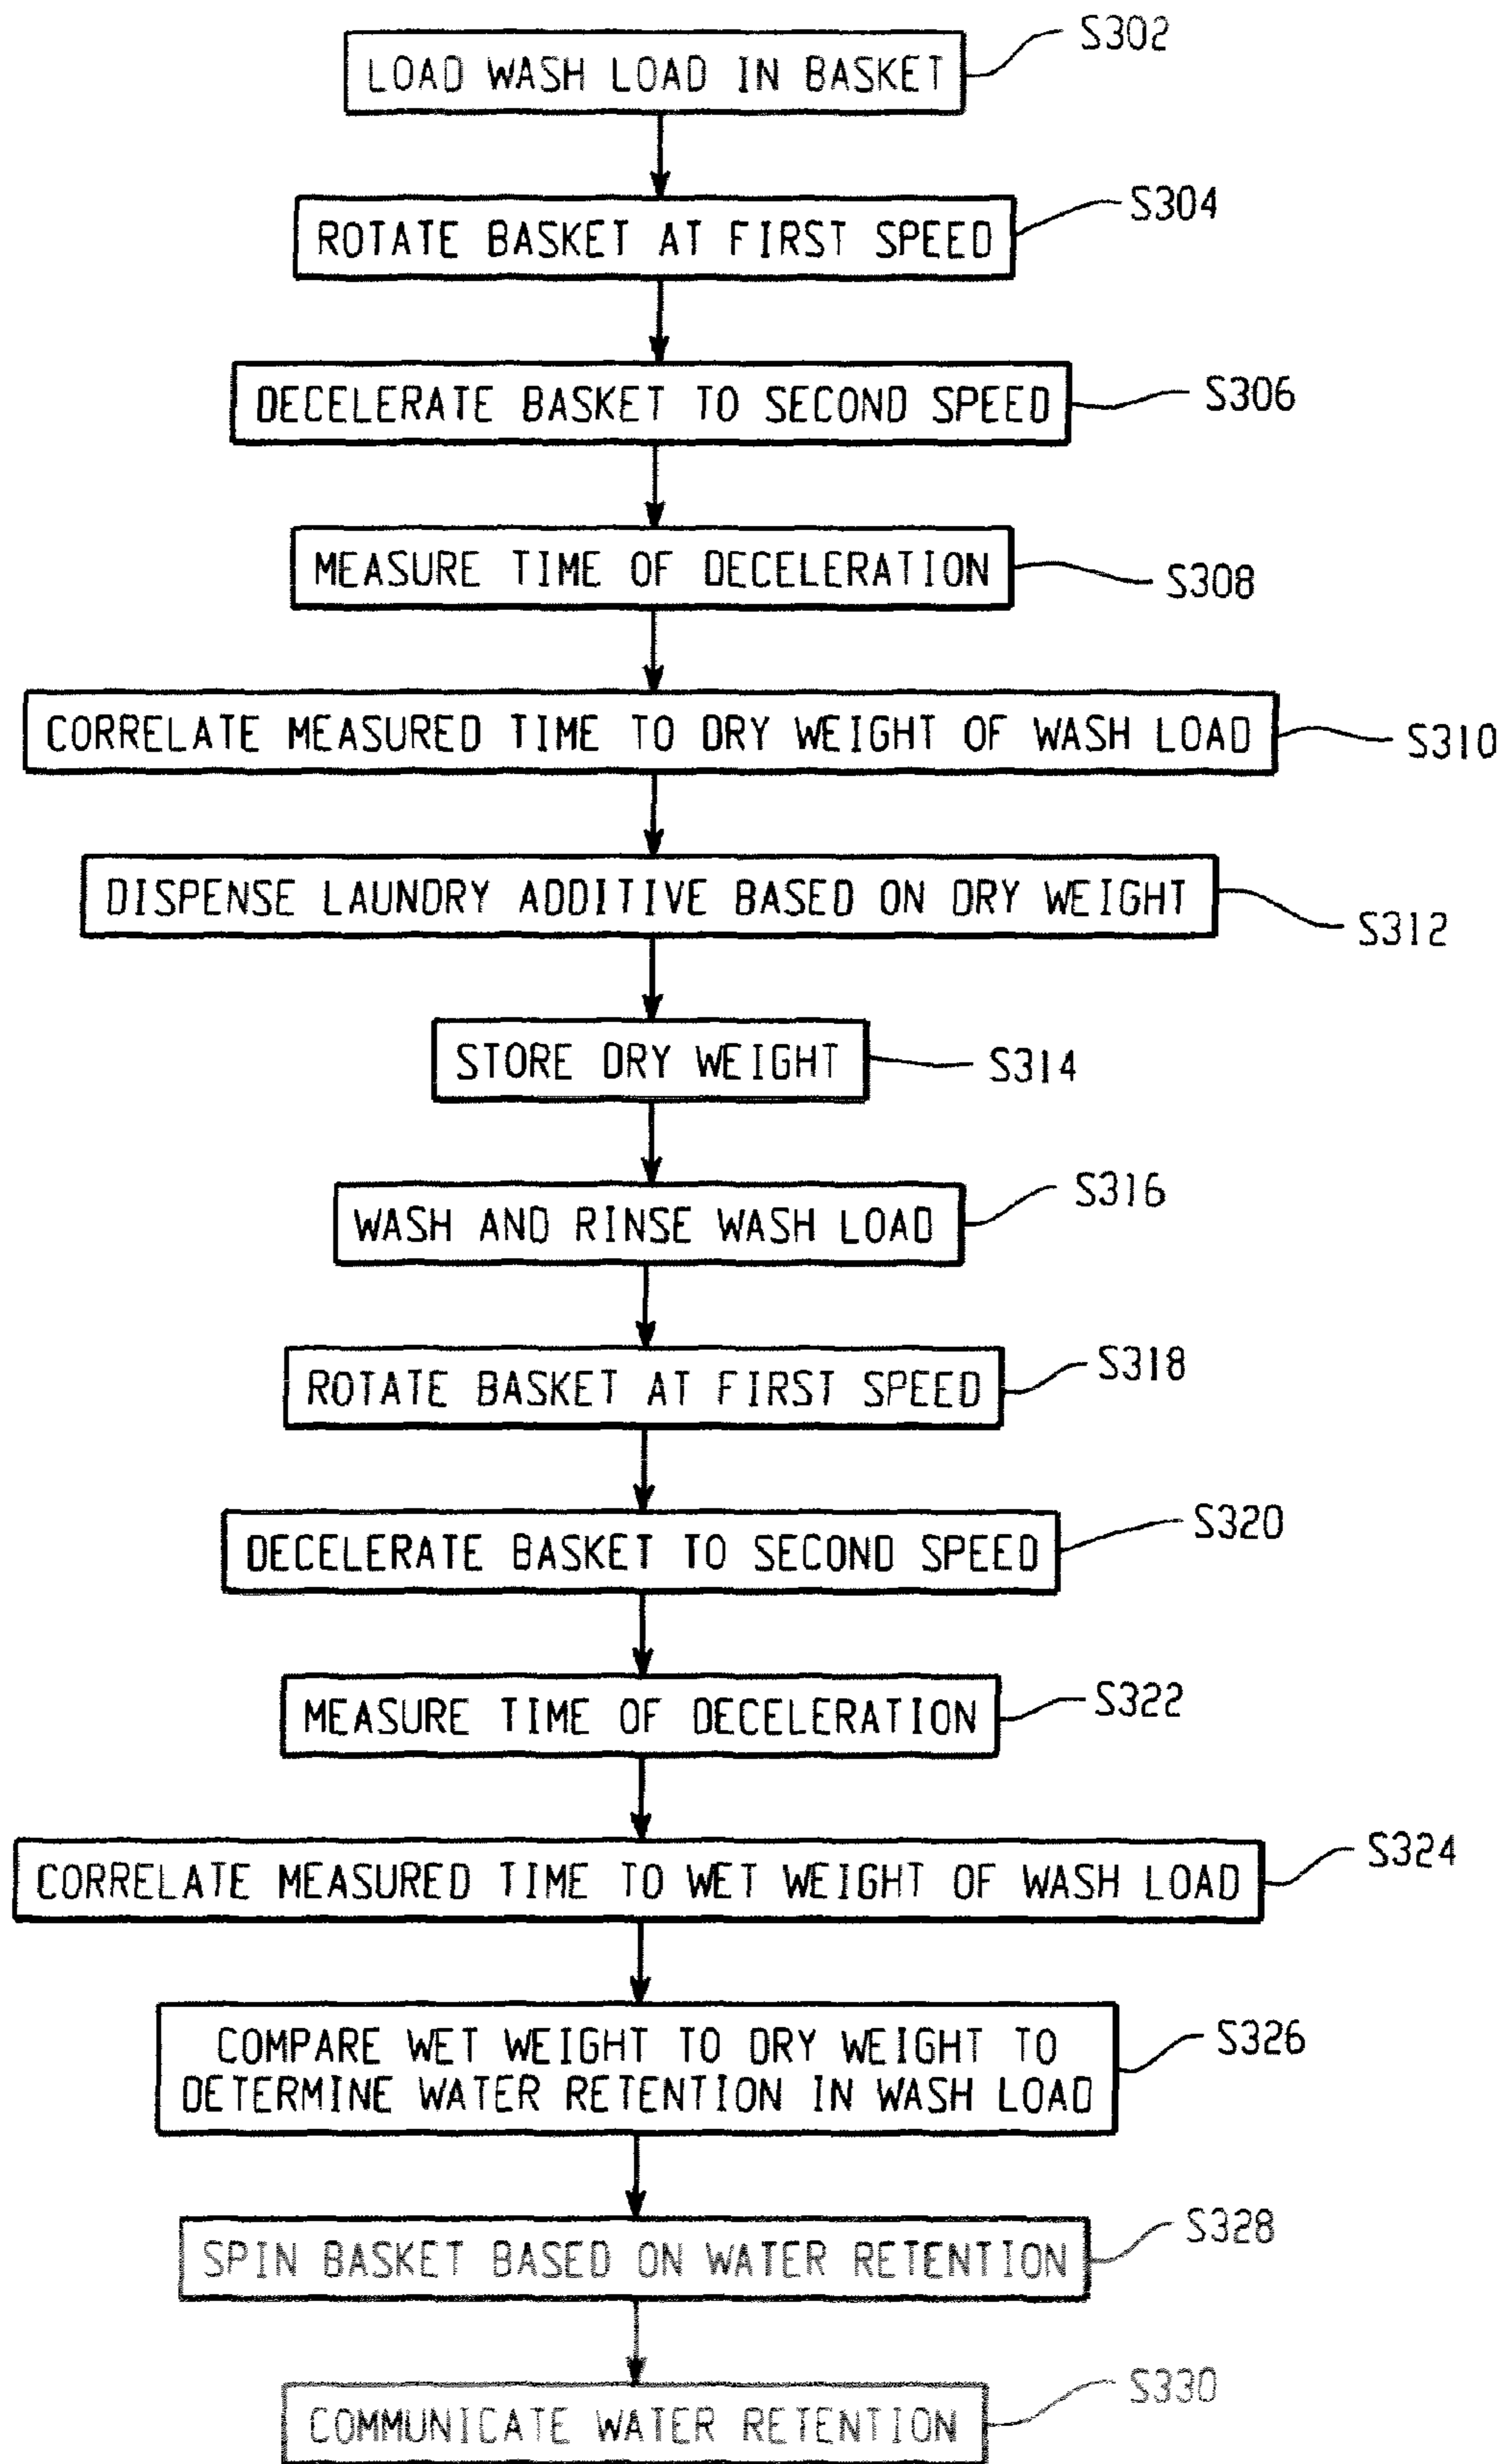 LOAD WASH LOAD IN BASKET
S302
ROTATE BASKET AT FIRST SPEED
S304
DECELERATE BASKET TO SECOND SPEED
S306
MEASURE TIME OF DECELERATION
S308
CORRELATE MEASURED TIME TO DRY WEIGHT OF WASH LOAD
S310
DISPENSE LAUNDRY ADDITIVE BASED ON DRY WEIGHT
S312
STORE DRY WEIGHT
S314
WASH AND RINSE WASH LOAD
S316
ROTATE BASKET AT FIRST SPEED
S318
DECELERATE BASKET TO SECOND SPEED
S320
MEASURE TIME OF DECELERATION
S322
CORRELATE MEASURED TIME TO WET WEIGHT OF WASH LOAD
S324
COMPARE WET WEIGHT TO DRY WEIGHT TO
DETERMINE WATER RETENTION IN WASH LOAD
S326
SPIN BASKET BASED ON WATER RETENTION
S328
COMMUNICATE WATER RETENTION
S330